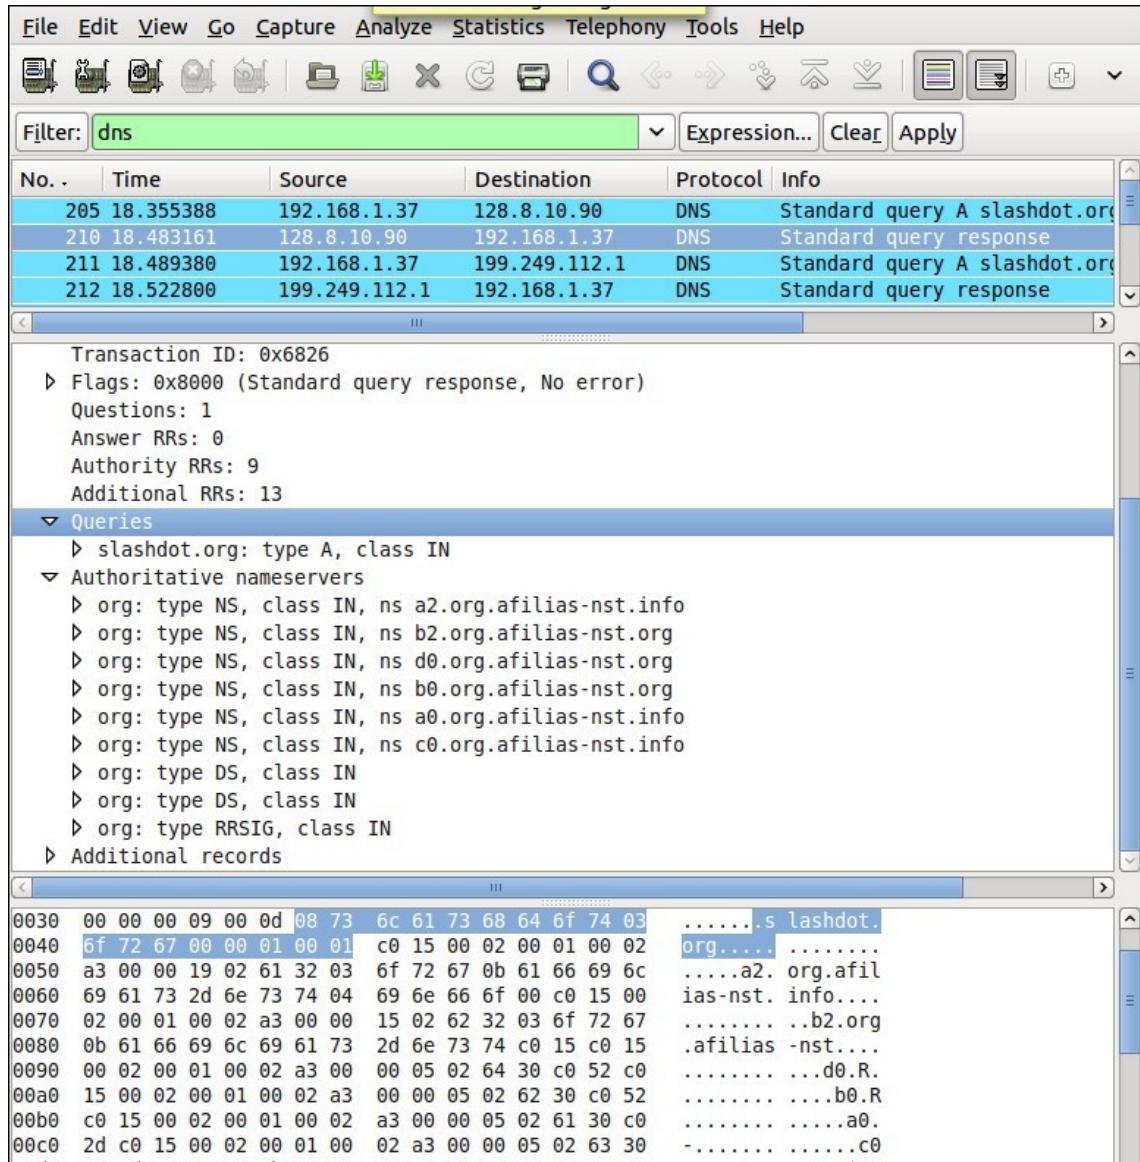 File Edit View Go Capture Analyze Statistics Telephony Tools Help
Filter: dns Expression... Clear Apply
No. . Time Source Destination Protocol Info
205 18.355388 192.168.1.37 128.8.10.90 DNS Standard query A slashdot.org
210 18.483161 128.8.10.90 192.168.1.37 DNS Standard query response
211 18.489380 192.168.1.37 199.249.112.1 DNS Standard query A slashdot.org
212 18.522800 199.249.112.1 192.168.1.37 DNS Standard query response
Transaction ID: 0x6826
Flags: 0x8000 (Standard query response, No error)
Questions: 1
Answer RRs: 0
Authority RRs: 9
Additional RRs: 13
Queries
slashdot.org: type A, class IN
Authoritative nameservers
org: type NS, class IN, ns a2.org.afilias-nst.info
org: type NS, class IN, ns b2.org.afilias-nst.org
org: type NS, class IN, ns d0.org.afilias-nst.org
org: type NS, class IN, ns b0.org.afilias-nst.org
org: type NS, class IN, ns a0.org.afilias-nst.info
org: type NS, class IN, ns c0.org.afilias-nst.info
org: type DS, class IN
org: type DS, class IN
org: type RRSIG, class IN
Additional records
0030 00 00 00 09 00 0d 08 73 6c 61 73 68 64 6f 74 03 .......s lashdot.
0040 6f 72 67 00 00 01 00 01 c0 15 00 02 00 01 00 02 org..... ........
0050 a3 00 00 19 02 61 32 03 6f 72 67 0b 61 66 69 6c .....a2. org.afil
0060 69 61 73 2d 6e 73 74 04 69 6e 66 6f 00 c0 15 00 ias-nst. info....
0070 02 00 01 00 02 a3 00 00 15 02 62 32 03 6f 72 67 ........ ..b2.org
0080 0b 61 66 69 6c 69 61 73 2d 6e 73 74 c0 15 c0 15 .afilias -nst....
0090 00 02 00 01 00 02 a3 00 00 05 02 64 30 c0 52 c0 ........ ...d0.R.
00a0 15 00 02 00 01 00 02 a3 00 00 05 02 62 30 c0 52 ........ ....b0.R
00b0 c0 15 00 02 00 01 00 02 a3 00 00 05 02 61 30 c0 ........ .....a0.
00c0 2d c0 15 00 02 00 01 00 02 a3 00 00 05 02 63 30 -....... ......c0